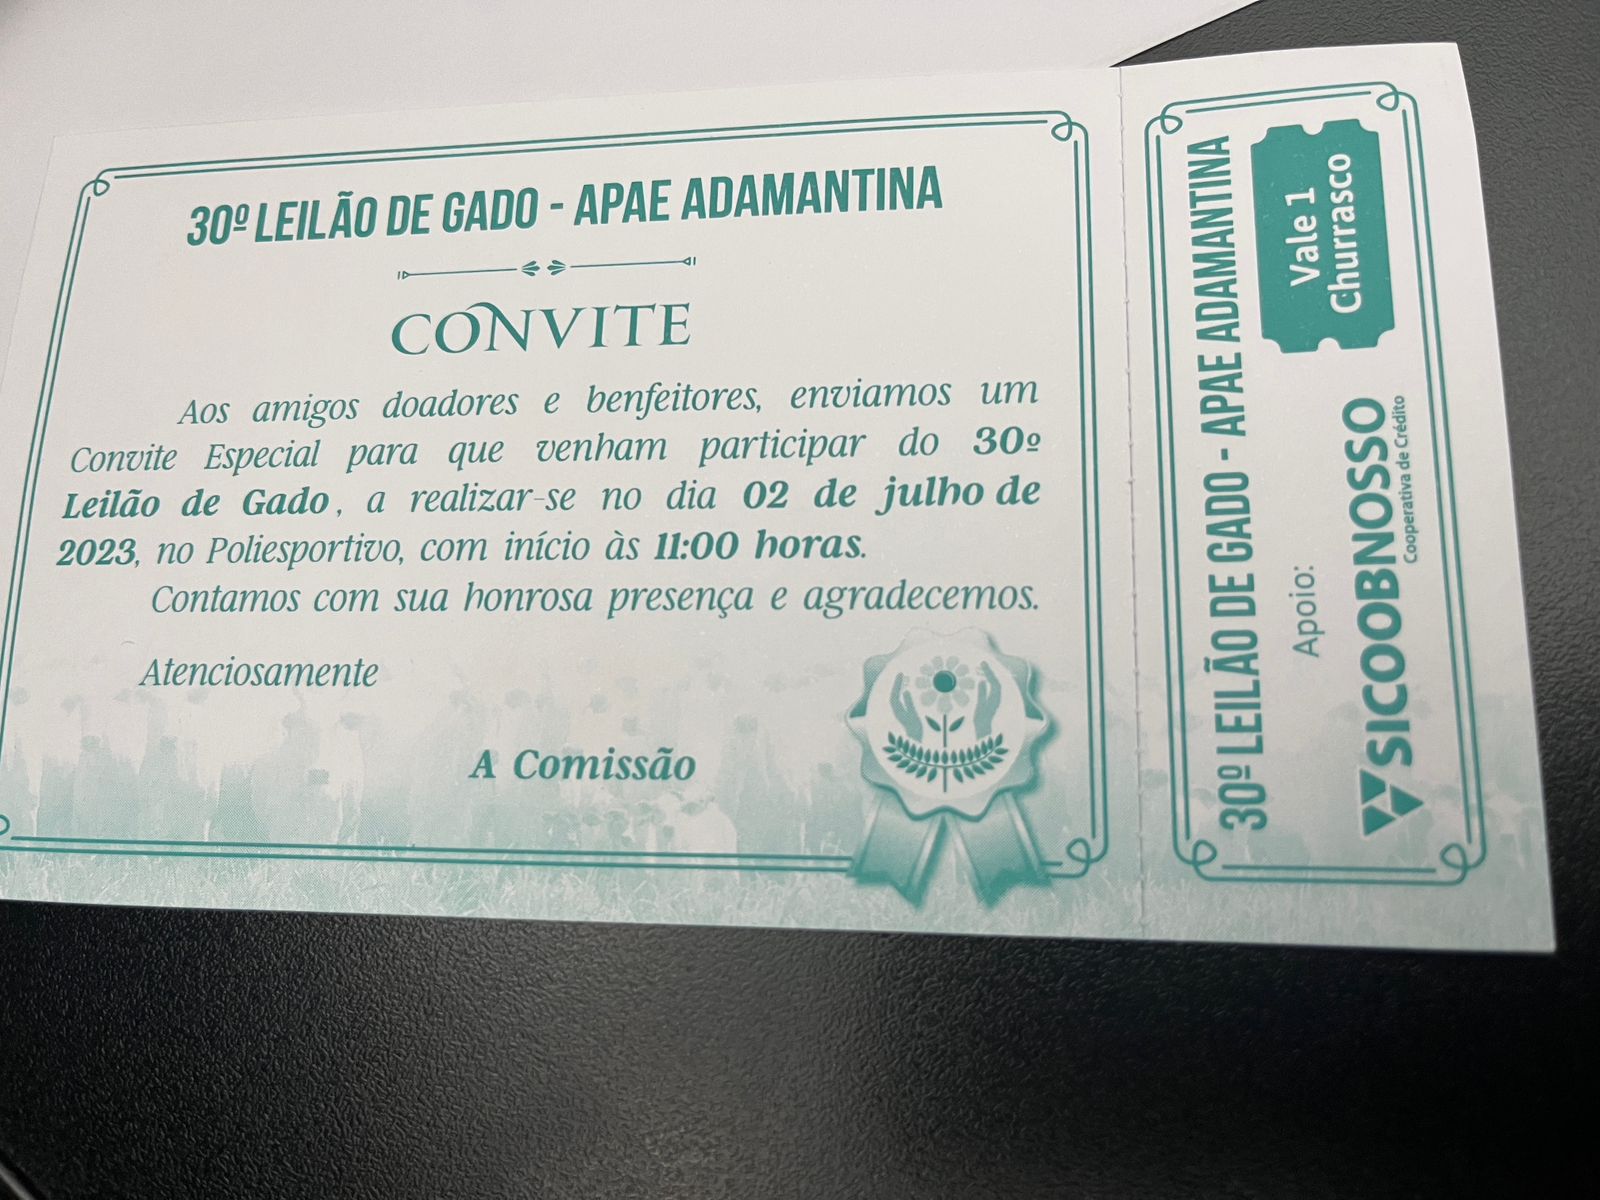 30º LEILÃO DE GADO - APAE ADAMANTINA
CONVITE
Aos amigos doadores e benfeitores, enviamos um
Convite Especial para que venham participar do 30º
Leilão de Gado, a realizar-se no dia 02 de julho de
2023, no Poliesportivo, com início às 11:00 horas.
Contamos com sua honrosa presença e agradecemos.
Atenciosamente
A Comissão
30º LEILÃO DE GADO - APAE ADAMANTINA
Vale 1
Churrasco
Apoio:
SICOOBNOSSO
Cooperativa de Crédito